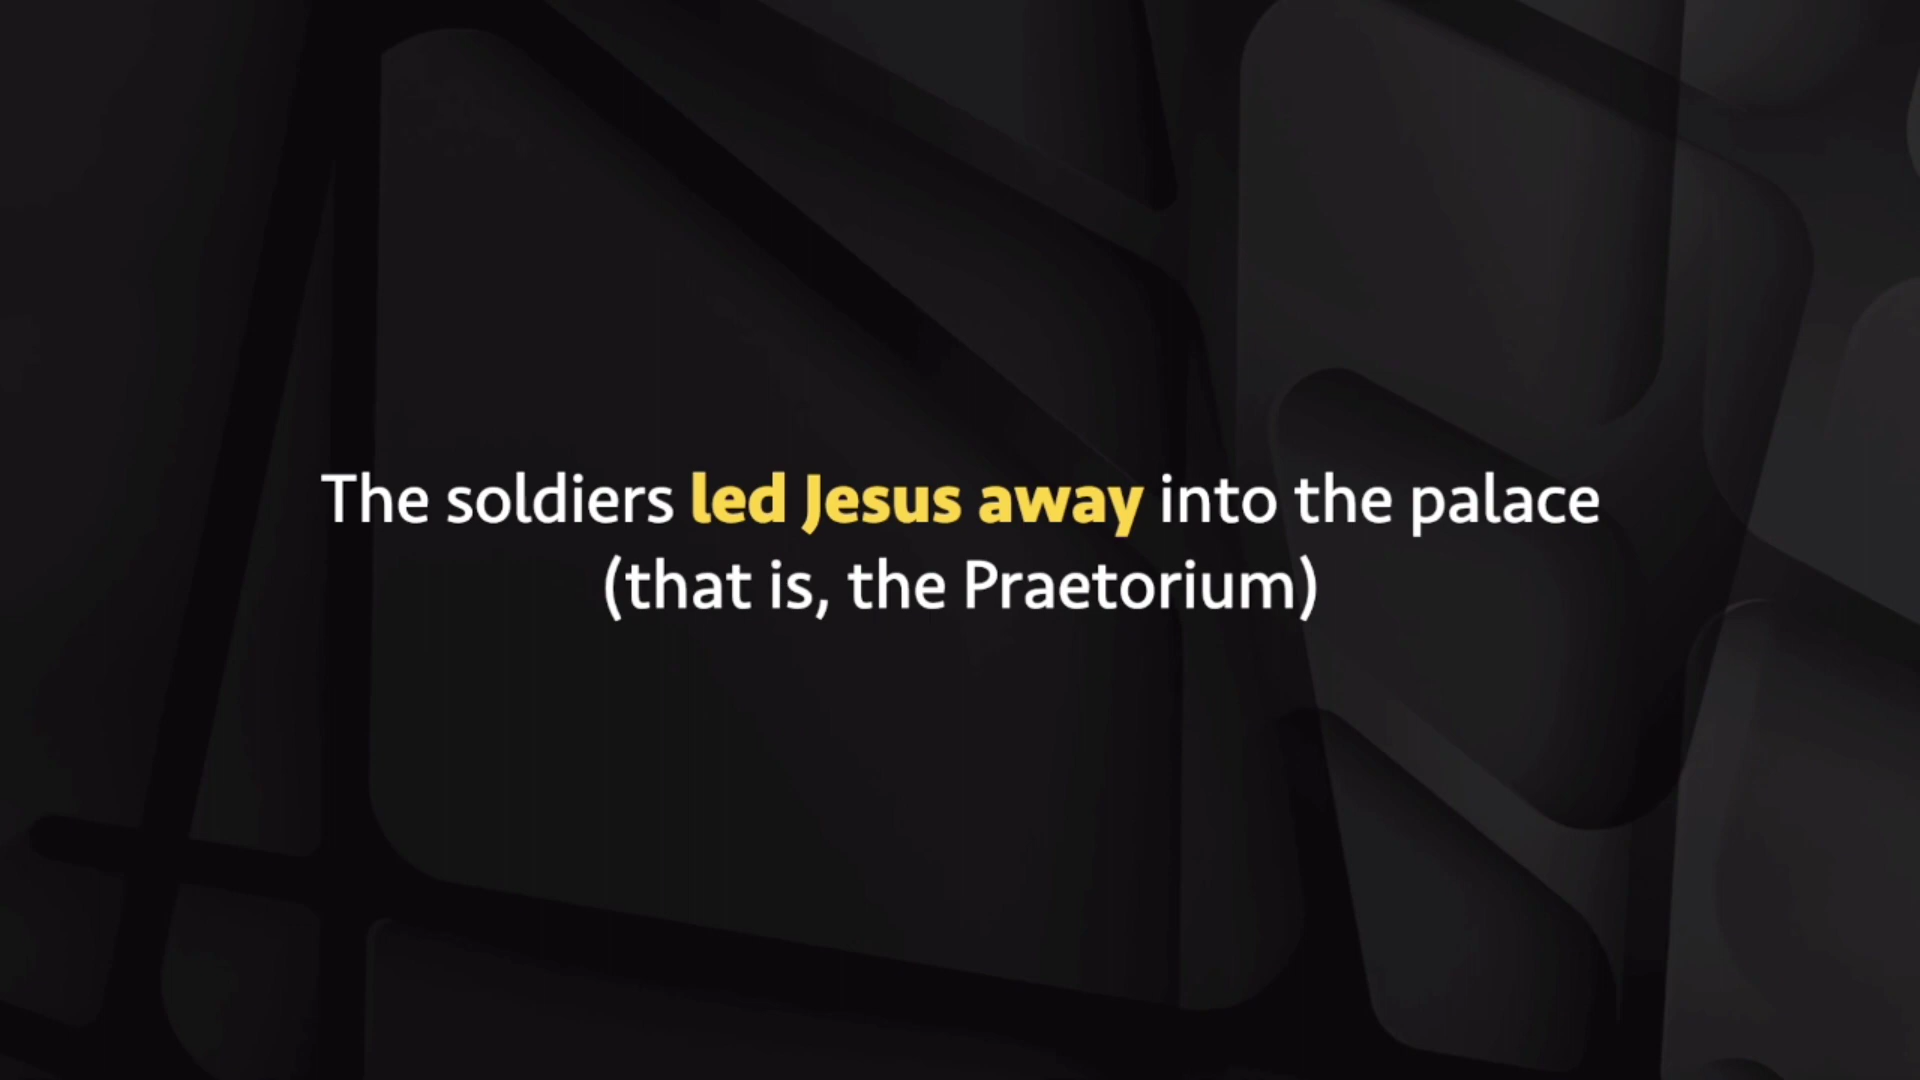 The soldiers led Jesus away into the palace
(that is, the Praetorium)